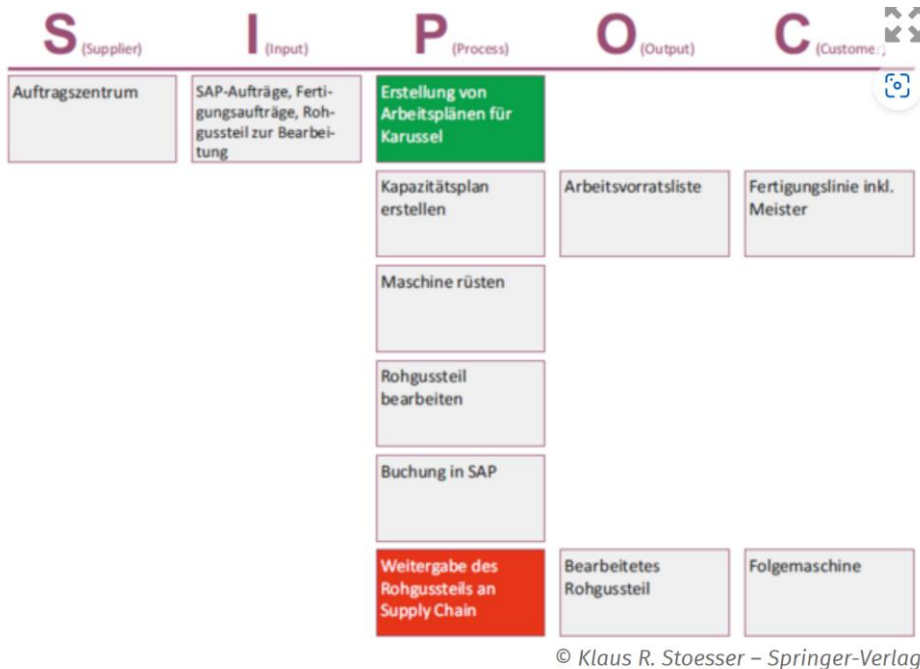 S (Supplier) I (Input) P (Process) O (Output) C (Custome
Auftragszentrum
SAP-Aufträge, Ferti-
gungsaufträge, Roh-
gussteil zur Bearbei-
tung
Erstellung von
Arbeitsplänen für
Karussel
Kapazitätsplan
erstellen
Arbeitsvorratsliste
Fertigungslinie inkl.
Meister
Maschine rüsten
Rohgussteil
bearbeiten
Buchung in SAP
Weitergabe des
Rohgussteils an
Supply Chain
Bearbeitetes
Rohgussteil
Folgemaschine
© Klaus R. Stoesser – Springer-Verlag